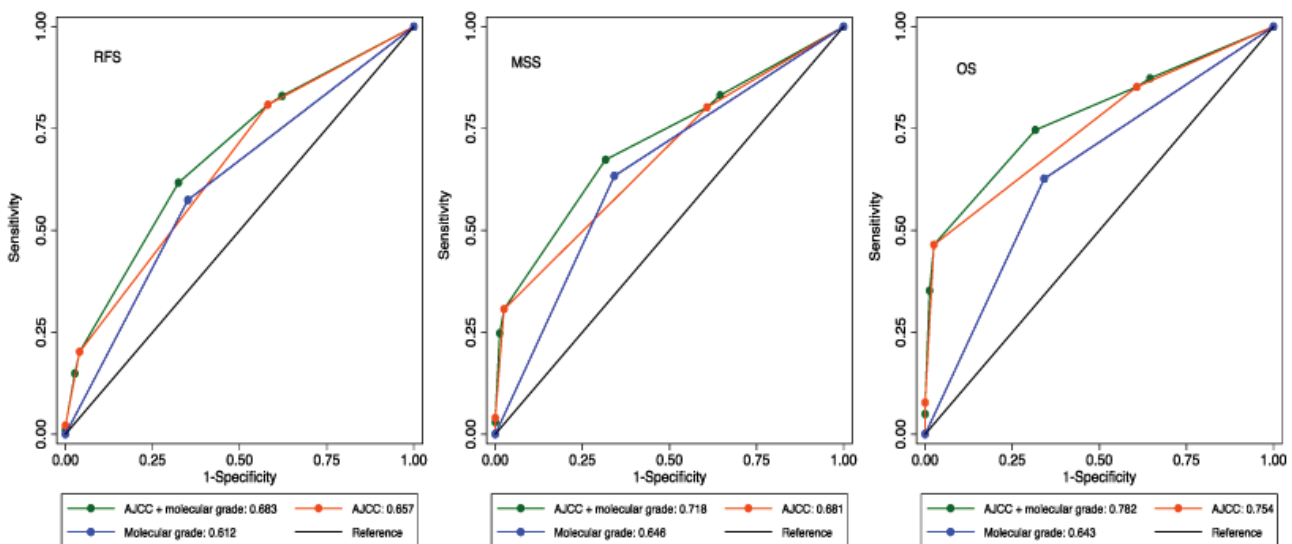 RFS
1.00
0.75
0.50
0.25
0.00
Sensitivity
0.00 0.25 0.50 0.75 1.00
1-Specificity
AJCC + molecular grade: 0.683 AJCC: 0.657
Molecular grade: 0.612 Reference
MSS
1.00
0.75
0.50
0.25
0.00
Sensitivity
0.00 0.25 0.50 0.75 1.00
1-Specificity
AJCC + molecular grade: 0.718 AJCC: 0.681
Molecular grade: 0.646 Reference
OS
1.00
0.75
0.50
0.25
0.00
Sensitivity
0.00 0.25 0.50 0.75 1.00
1-Specificity
AJCC + molecular grade: 0.782 AJCC: 0.754
Molecular grade: 0.643 Reference